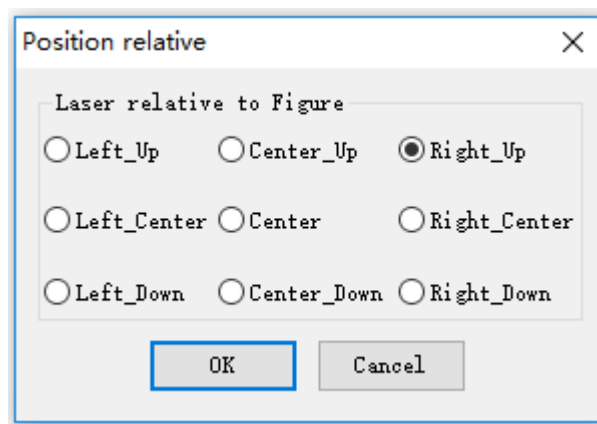 Position relative
Laser relative to Figure
Left_Up Center_Up Right_Up
Left_Center Center Right_Center
Left_Down Center_Down Right_Down
OK Cancel